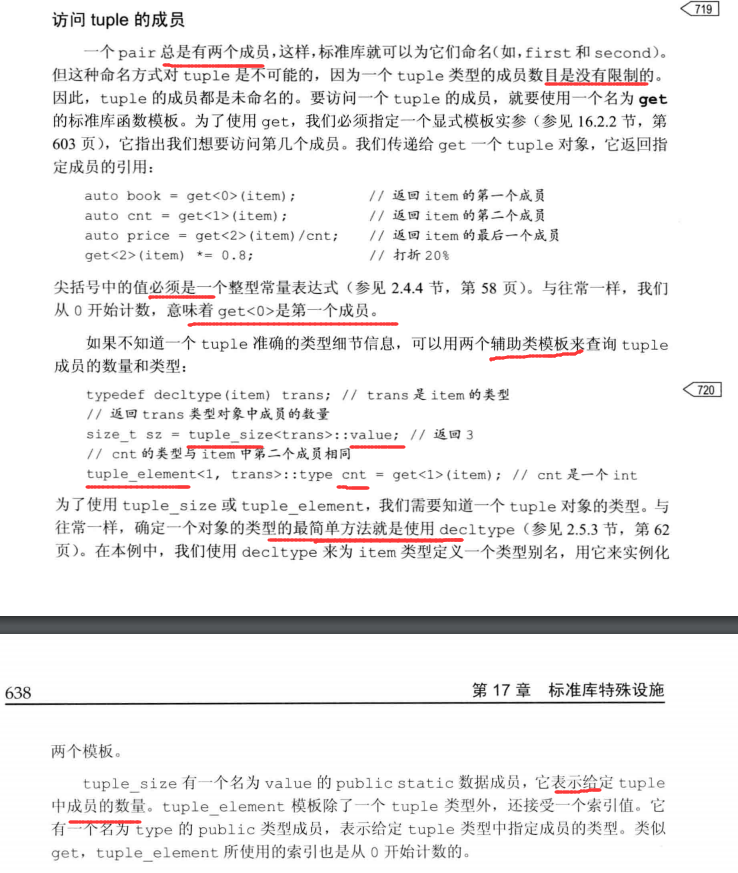 访问 tuple 的成员
719
一个 pair 总是有两个成员，这样，标准库就可以为它们命名（如，first 和 second）。
但这种命名方式对 tuple 是不可能的，因为一个 tuple 类型的成员数目是没有限制的。
因此，tuple 的成员都是未命名的。要访问一个 tuple 的成员，就要使用一个名为 get
的标准库函数模板。为了使用 get，我们必须指定一个显式模板实参（参见 16.2.2 节，第
603 页），它指出我们想要访问第几个成员。我们传递给 get 一个 tuple 对象，它返回指
定成员的引用：
auto book = get<0>(item); // 返回 item 的第一个成员
auto cnt = get<1>(item); // 返回 item 的第二个成员
auto price = get<2>(item)/cnt; // 返回 item 的最后一个成员
get<2>(item) *= 0.8; // 打折 20%
尖括号中的值必须是一个整型常量表达式（参见 2.4.4 节，第 58 页）。与往常一样，我们
从 0 开始计数，意味着 get<0>是第一个成员。
如果不知道一个 tuple 准确的类型细节信息，可以用两个辅助类模板来查询 tuple
成员的数量和类型：
720
typedef decltype(item) trans; // trans 是 item 的类型
// 返回 trans 类型对象中成员的数量
size_t sz = tuple_size<trans>::value; // 返回 3
// cnt 的类型与 item 中第二个成员相同
tuple_element<1, trans>::type cnt = get<1>(item); // cnt 是一个 int
为了使用 tuple_size 或 tuple_element，我们需要知道一个 tuple 对象的类型。与
往常一样，确定一个对象的类型的最简单方法就是使用 decltype（参见 2.5.3 节，第 62
页）。在本例中，我们使用 decltype 来为 item 类型定义一个类型别名，用它来实例化
638
第 17 章 标准库特殊设施
两个模板。
tuple_size 有一个名为 value 的 public static 数据成员，它表示给定 tuple
中成员的数量。tuple_element 模板除了一个 tuple 类型外，还接受一个索引值。它
有一个名为 type 的 public 类型成员，表示给定 tuple 类型中指定成员的类型。类似
get，tuple_element 所使用的索引也是从 0 开始计数的。